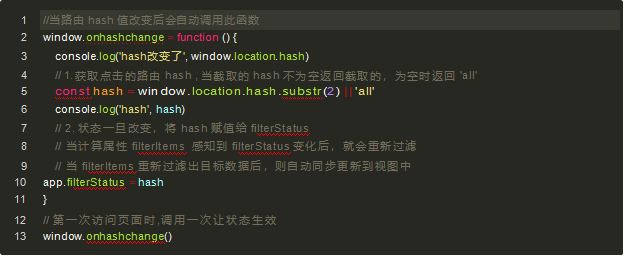 1 //当路由 hash 值改变后会自动调用此函数
2 window.onhashchange = function () {
3 console.log('hash改变了', window.location.hash)
4 // 1.获取点击的路由 hash , 当截取的 hash 不为空返回截取的，为空时返回 'all'
5 const hash = window.location.hash.substr(2) || 'all'
6 console.log('hash', hash)
7 // 2. 状态一旦改变，将 hash 赋值给 filterStatus
8 // 当计算属性 filterItems 感知到 filterStatus 变化后，就会重新过滤
9 // 当 filterItems 重新过滤出目标数据后，则自动同步更新到视图中
10 app.filterStatus = hash
11 }
12 // 第一次访问页面时,调用一次让状态生效
13 window.onhashchange()